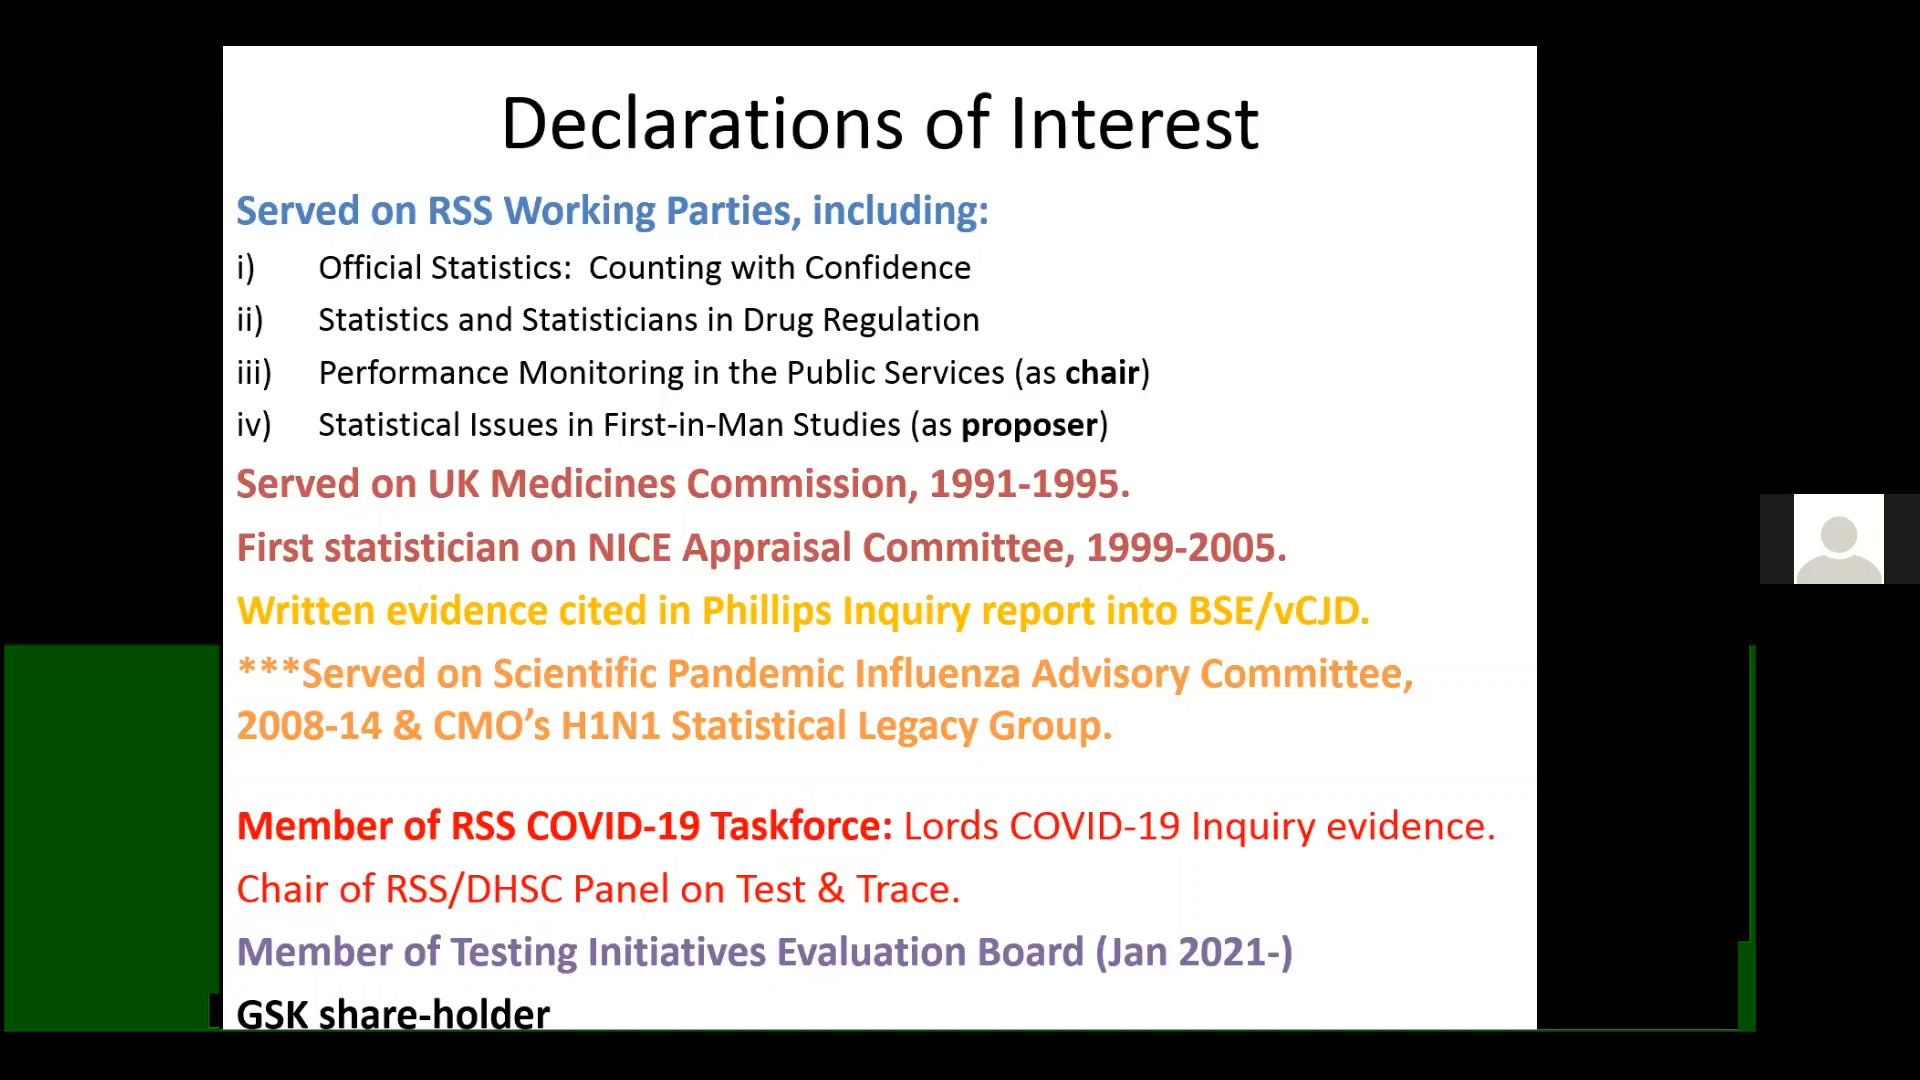 Declarations of Interest
Served on RSS Working Parties, including:
i) Official Statistics: Counting with Confidence
ii) Statistics and Statisticians in Drug Regulation
iii) Performance Monitoring in the Public Services (as chair)
iv) Statistical Issues in First-in-Man Studies (as proposer)
Served on UK Medicines Commission, 1991-1995.
First statistician on NICE Appraisal Committee, 1999-2005.
Written evidence cited in Phillips Inquiry report into BSE/vCJD.
***Served on Scientific Pandemic Influenza Advisory Committee,
2008-14 & CMO’s H1N1 Statistical Legacy Group.
Member of RSS COVID-19 Taskforce: Lords COVID-19 Inquiry evidence.
Chair of RSS/DHSC Panel on Test & Trace.
Member of Testing Initiatives Evaluation Board (Jan 2021-)
GSK share-holder